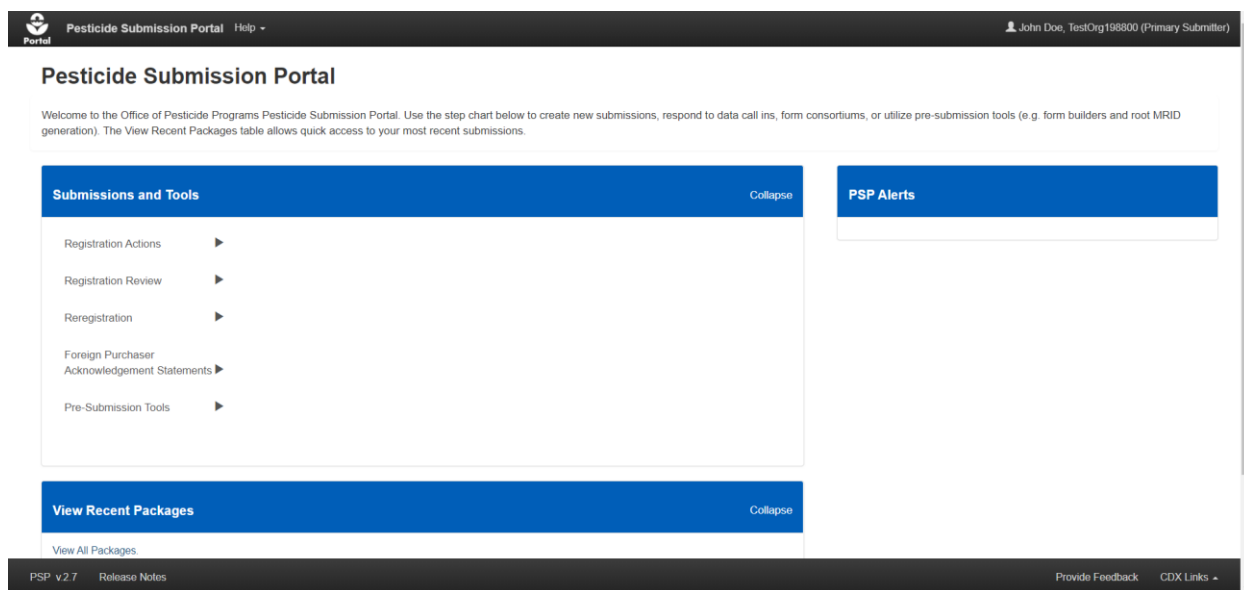 Portal
Pesticide Submission Portal Help
John Doe, TestOrg198800 (Primary Submitter)
Pesticide Submission Portal
Welcome to the Office of Pesticide Programs Pesticide Submission Portal. Use the step chart below to create new submissions, respond to data call ins, form consortiums, or utilize pre-submission tools (e.g. form builders and root MRID
generation). The View Recent Packages table allows quick access to your most recent submissions.
Submissions and Tools Collapse
Registration Actions
Registration Review
Reregistration
Foreign Purchaser
Acknowledgement Statements
Pre-Submission Tools
PSP Alerts
View Recent Packages Collapse
View All Packages.
PSP v.2.7 Release Notes Provide Feedback CDX Links